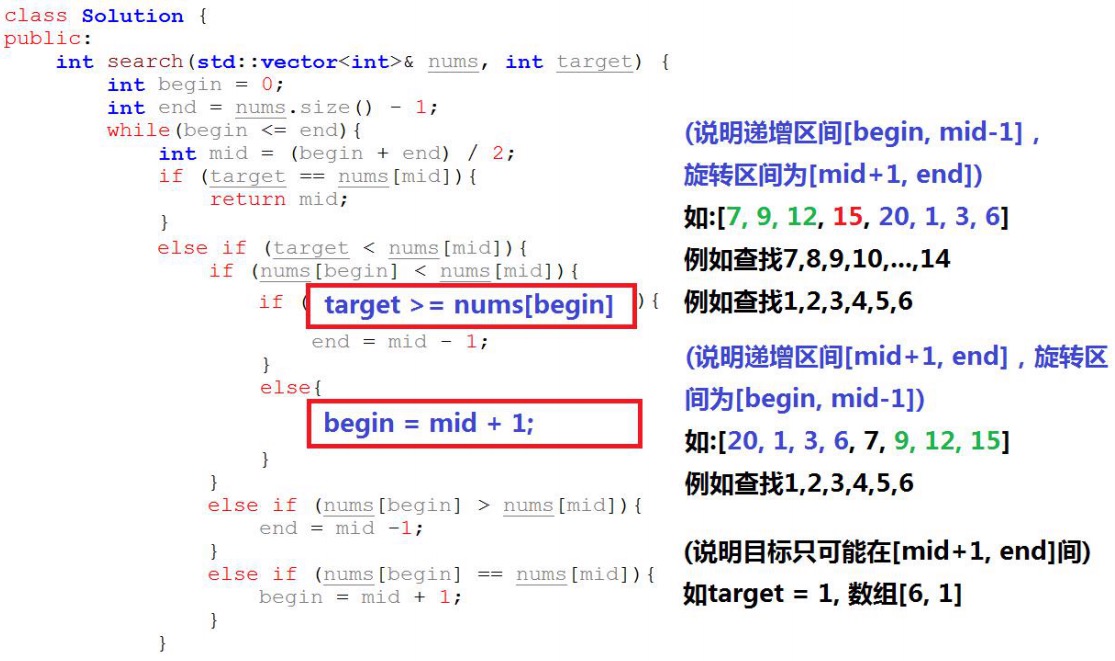 class Solution {
public:
    int search(std::vector<int>& nums, int target) {
        int begin = 0;
        int end = nums.size() - 1;
        while(begin <= end){
            int mid = (begin + end) / 2;
            if (target == nums[mid]){
                return mid;
            }
            else if (target < nums[mid]){
                if (nums[begin] < nums[mid]){
                    if ( target >= nums[begin] ){
                        end = mid - 1;
                    }
                    else{
                        begin = mid + 1;
                    }
                }
                else if (nums[begin] > nums[mid]){
                    end = mid -1;
                }
                else if (nums[begin] == nums[mid]){
                    begin = mid + 1;
                }
            }
(说明递增区间[begin, mid-1] ,
旋转区间为[mid+1, end])
如:[7, 9, 12, 15, 20, 1, 3, 6]
例如查找7,8,9,10,...,14
例如查找1,2,3,4,5,6
(说明递增区间[mid+1, end] , 旋转区
间为[begin, mid-1])
如:[20, 1, 3, 6, 7, 9, 12, 15]
例如查找1,2,3,4,5,6
(说明目标只可能在[mid+1, end]间)
如target = 1, 数组[6, 1]